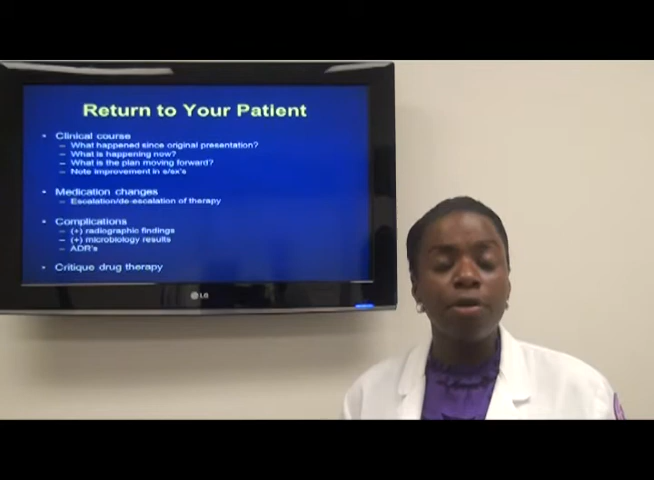 Return to Your Patient
• Clinical course
– What happened since original presentation?
– What is happening now?
– What is the plan moving forward?
– Note improvement in s/sx's
• Medication changes
– Escalation/de-escalation of therapy
• Complications
– (+) radiographic findings
– (+) microbiology results
– ADR's
• Critique drug therapy
LG